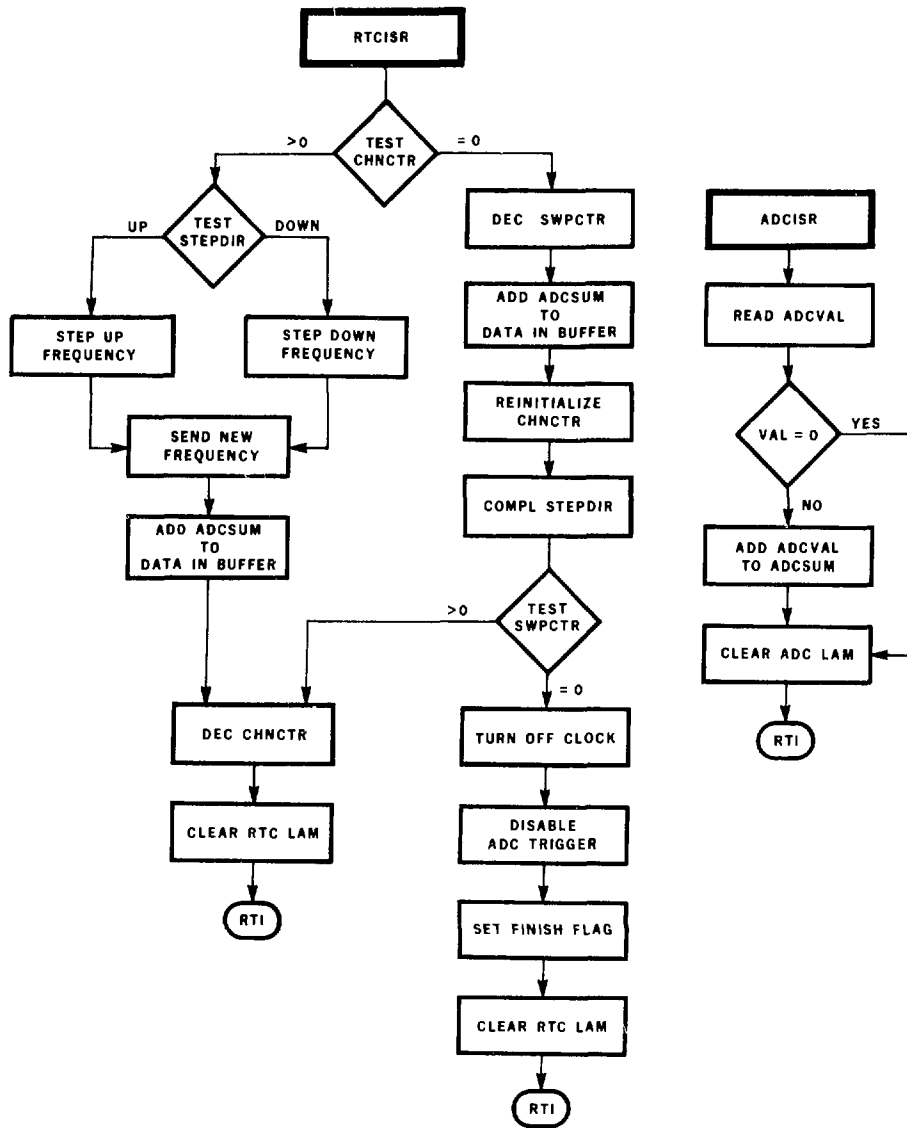 RTCISR
TEST
CHNCTR
>0
= 0
TEST
STEPDIR
UP
DOWN
STEP UP
FREQUENCY
STEP DOWN
FREQUENCY
SEND NEW
FREQUENCY
ADD ADCSUM
TO
DATA IN BUFFER
DEC SWPCTR
ADD ADCSUM
TO
DATA IN BUFFER
REINITIALIZE
CHNCTR
COMPL STEPDIR
TEST
SWPCTR
>0
= 0
DEC CHNCTR
CLEAR RTC LAM
RTI
TURN OFF CLOCK
DISABLE
ADC TRIGGER
SET FINISH FLAG
CLEAR RTC LAM
RTI
ADCISR
READ ADCVAL
VAL = 0
YES
NO
ADD ADCVAL
TO ADCSUM
CLEAR ADC LAM
RTI